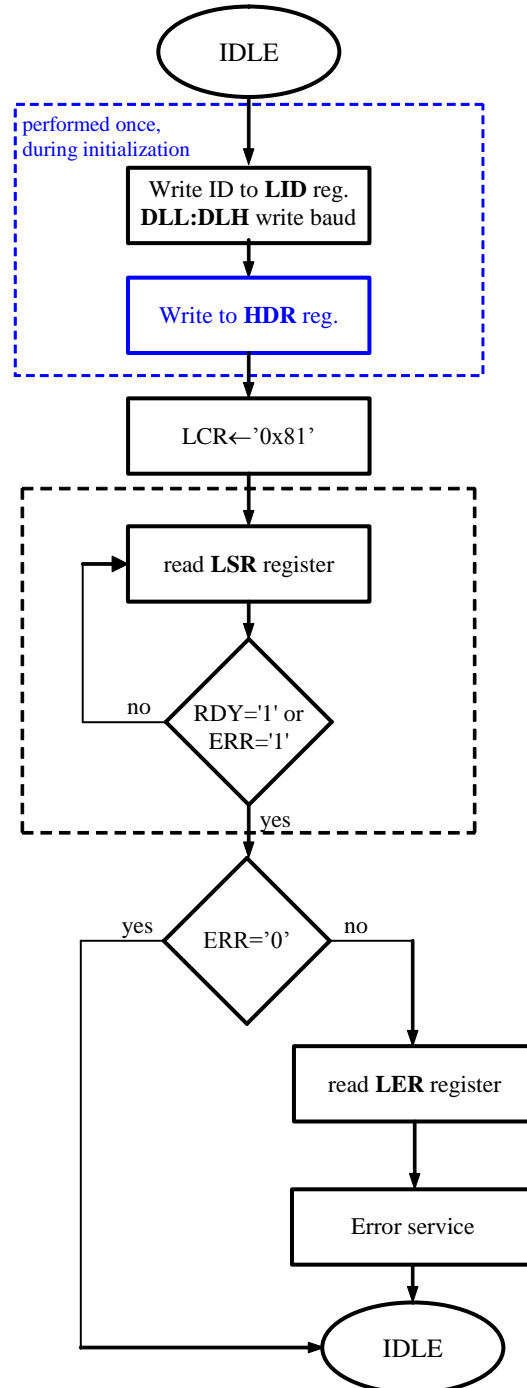 IDLE
performed once,
during initialization
Write ID to LID reg.
DLL:DLH write baud
Write to HDR reg.
LCR←’0x81’
read LSR register
no
RDY='1' or
ERR='1'
yes
yes
ERR=’0’
no
read LER register
Error service
IDLE